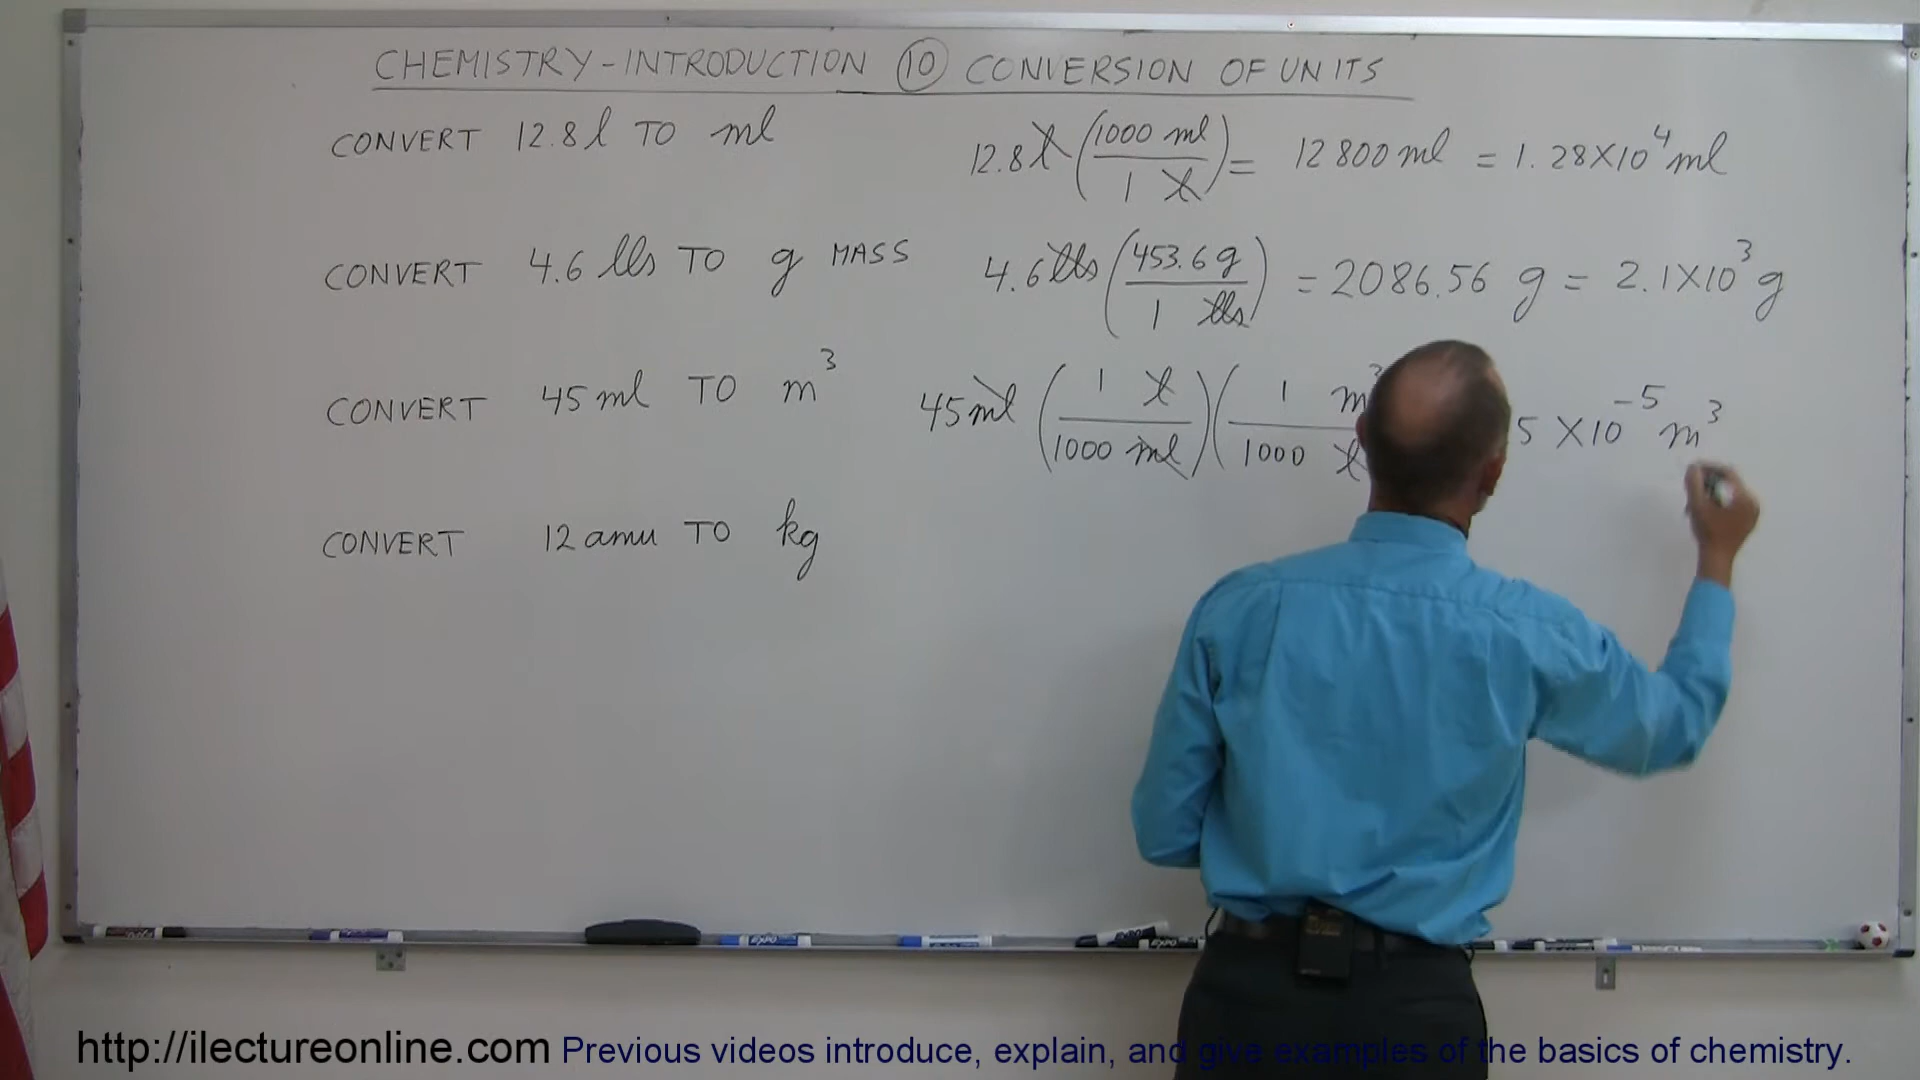 CHEMISTRY - INTRODUCTION 10 CONVERSION OF UNITS
CONVERT 12.8 l TO ml 12.8 l (1000 ml / 1 l) = 12800 ml = 1.28 X 10^4 ml
CONVERT 4.6 lbs TO g MASS 4.6 lbs (453.6 g / 1 lbs) = 2086.56 g = 2.1 X 10^3 g
CONVERT 45 ml TO m^3 45 ml (1 l / 1000 ml) (1 m^3 / 1000 l 5 X 10^-5 m^3
CONVERT 12 amu TO kg
http://ilectureonline.com Previous videos introduce, explain, and give examples of the basics of chemistry.